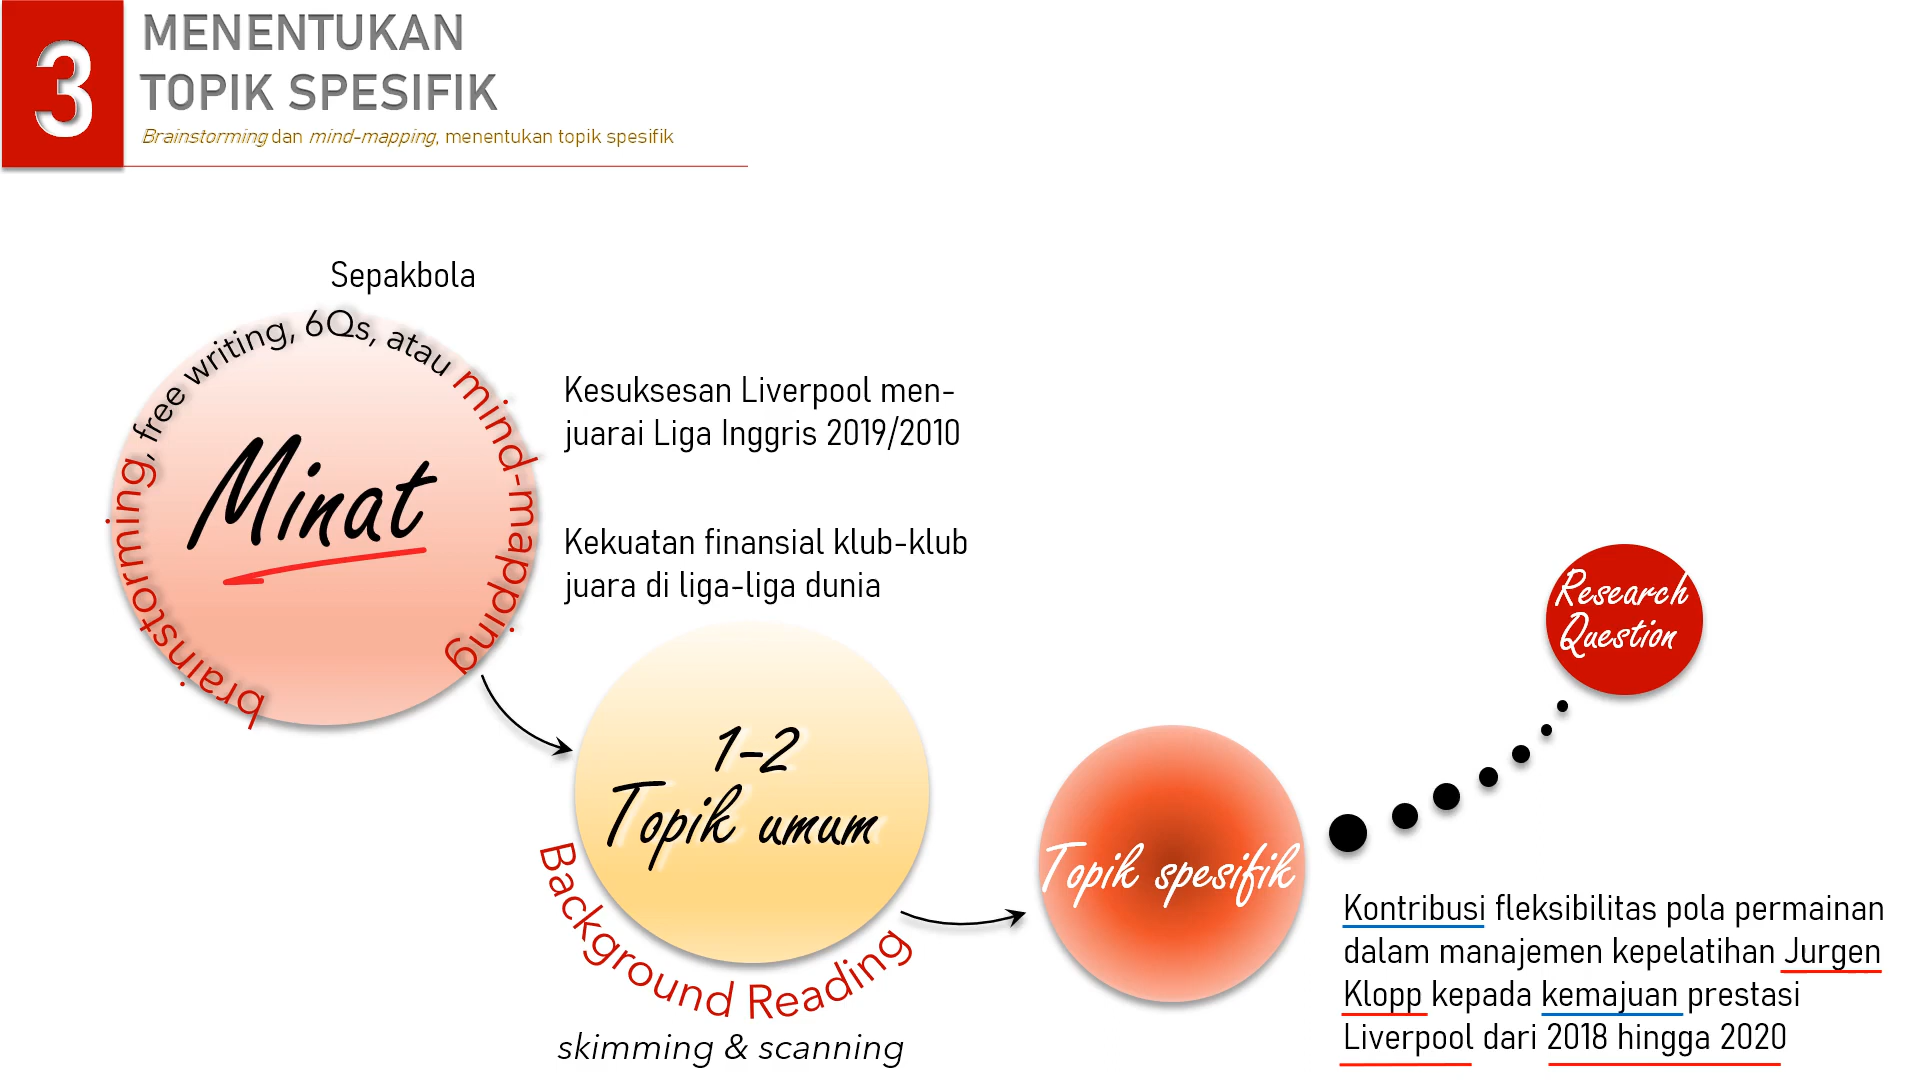 3
MENENTUKAN
TOPIK SPESIFIK
Brainstorming dan mind-mapping, menentukan topik spesifik
Sepakbola
brainstorming, free writing, 6Qs, atau mind-mapping
Minat
Kesuksesan Liverpool men-
juarai Liga Inggris 2019/2010
Kekuatan finansial klub-klub
juara di liga-liga dunia
1-2
Topik umum
Background Reading
skimming & scanning
Topik spesifik
Research
Question
Kontribusi fleksibilitas pola permainan
dalam manajemen kepelatihan Jurgen
Klopp kepada kemajuan prestasi
Liverpool dari 2018 hingga 2020